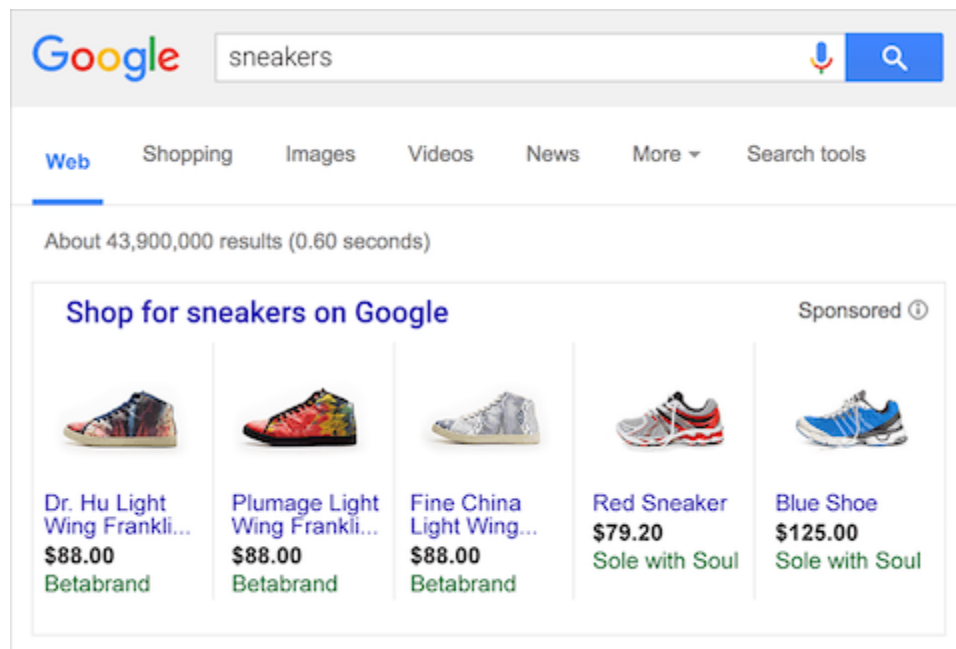 Google
sneakers
Web Shopping Images Videos News More Search tools
About 43,900,000 results (0.60 seconds)
Shop for sneakers on Google
Sponsored
Dr. Hu Light
Wing Frankli...
$88.00
Betabrand
Plumage Light
Wing Frankli...
$88.00
Betabrand
Fine China
Light Wing...
$88.00
Betabrand
Red Sneaker
$79.20
Sole with Soul
Blue Shoe
$125.00
Sole with Soul